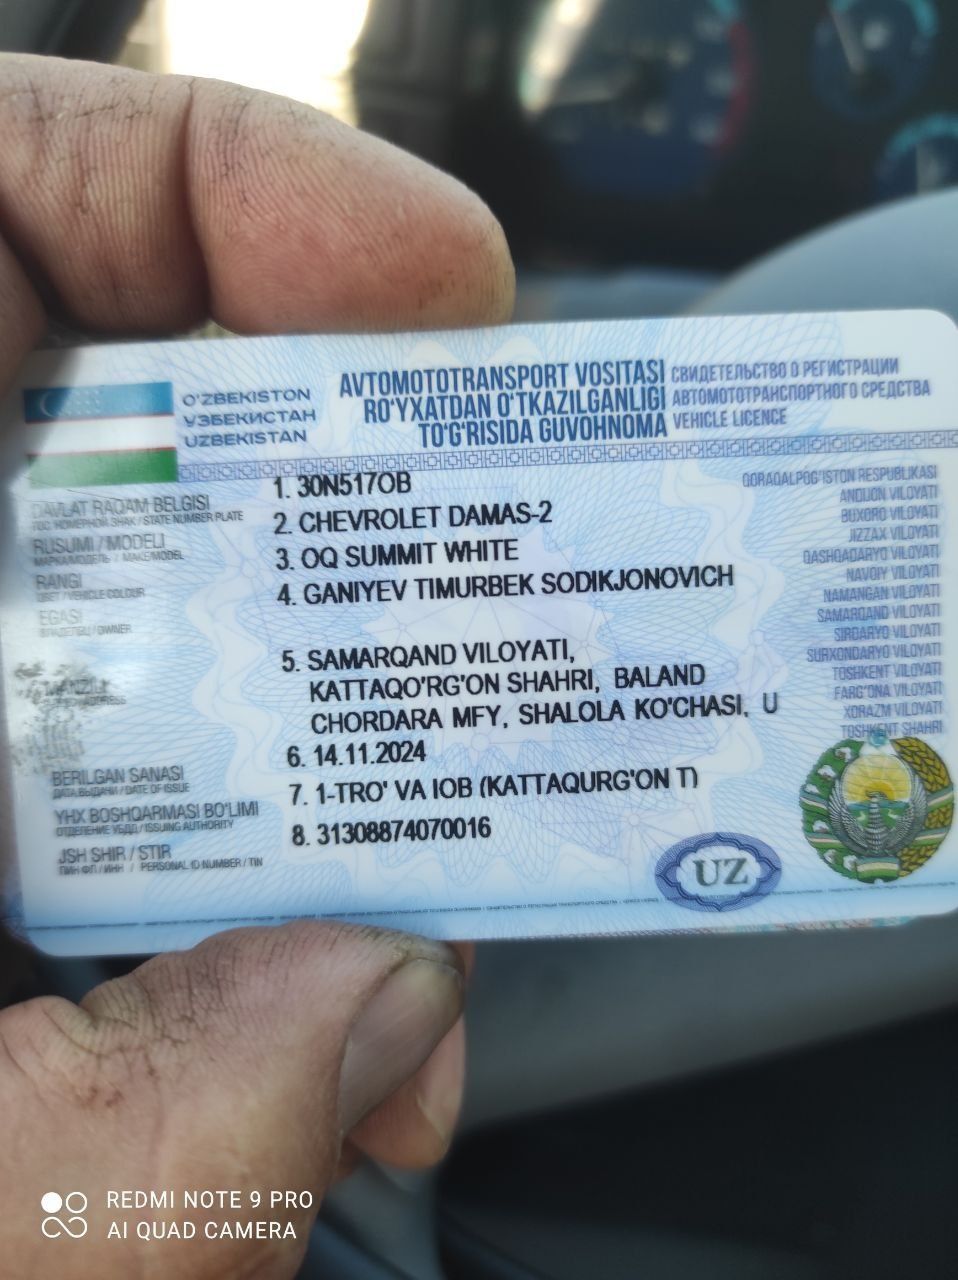 O'ZBEKISTON
ЎЗБЕКИСТАН
UZBEKISTAN
AVTOMOTOTRANSPORT VOSITASI
RO'YXATDAN O'TKAZILGANLIGI
TO'G'RISIDA GUVOHNOMA
СВИДЕТЕЛЬСТВО О РЕГИСТРАЦИИ
АВТОМОТОТРАНСПОРТНОГО СРЕДСТВА
VEHICLE LICENCE
DAVLAT RAQAM BELGISI
ГОС. НОМЕРНОЙ ЗНАК / STATE NUMBER PLATE
1. 30N517OB
RUSUMI / MODELI
МАРКА/МОДЕЛЬ / MAKE/MODEL
2. CHEVROLET DAMAS-2
RANGI
ЦВЕТ / VEHICLE COLOUR
3. OQ SUMMIT WHITE
EGASI
ВЛАДЕЛЕЦ / OWNER
4. GANIYEV TIMURBEK SODIKJONOVICH
MANZILI
5. SAMARQAND VILOYATI,
KATTAQO'RG'ON SHAHRI, BALAND
CHORDARA MFY, SHALOLA KO'CHASI, U
BERILGAN SANASI
ДАТА ВЫДАЧИ / DATE OF ISSUE
6. 14.11.2024
YHX BOSHQARMASI BO'LIMI
ОТДЕЛЕНИЕ УБДД / ISSUING AUTHORITY
7. 1-TRO' VA IOB (KATTAQURG'ON T)
JSH SHIR / STIR
ПИН ФЛ / ИНН / PERSONAL ID NUMBER / TIN
8. 31308874070016
QORAQALPOG'ISTON RESPUBLIKASI
ANDIJON VILOYATI
BUXORO VILOYATI
JIZZAX VILOYATI
QASHQADARYO VILOYATI
NAVOIY VILOYATI
NAMANGAN VILOYATI
SAMARQAND VILOYATI
SIRDARYO VILOYATI
SURXONDARYO VILOYATI
TOSHKENT VILOYATI
FARG'ONA VILOYATI
XORAZM VILOYATI
TOSHKENT SHAHRI
UZ
REDMI NOTE 9 PRO
AI QUAD CAMERA